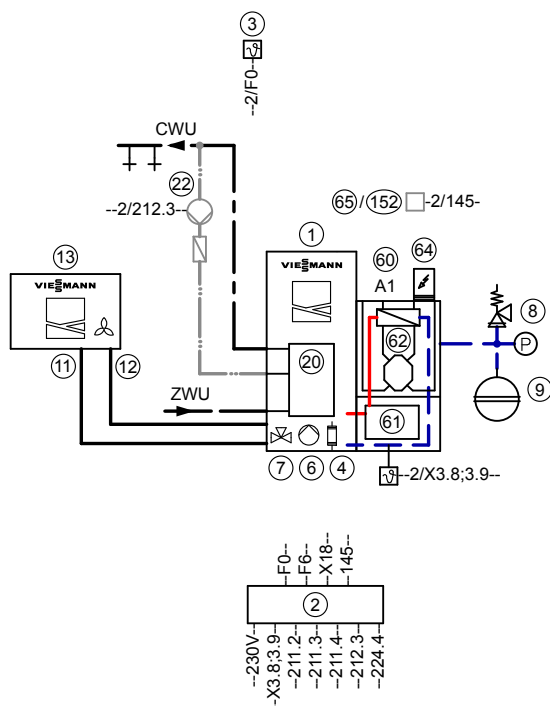 3
--2/F0--
CWU
22
--2/212.3--
65 / 152 -2/145-
1
VIESMANN
13
VIESMANN
60
A1
64
8
P
62
20
9
11
12
ZWU
61
7
6
4
--2/X3.8;3.9--
F0--
F6--
X18--
145--
2
--230V--
-X3.8;3.9--
--211.2--
--211.3--
--211.4--
--212.3--
--224.4--